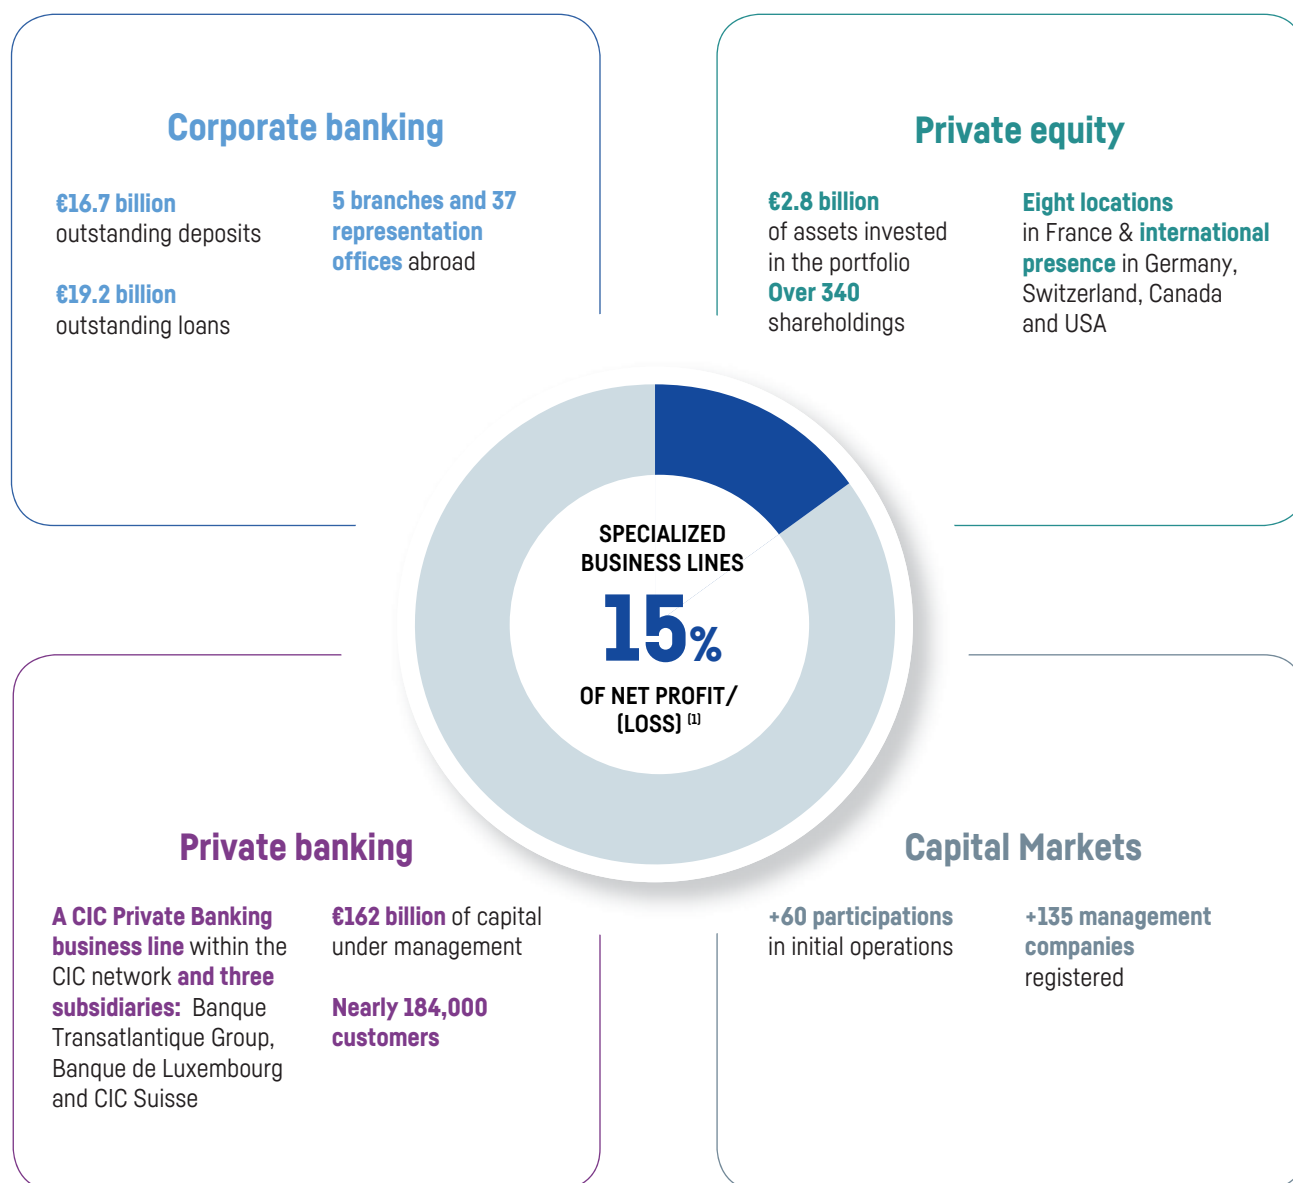 Corporate banking
€16.7 billion
outstanding deposits
€19.2 billion
outstanding loans
5 branches and 37
representation
offices abroad
Private equity
€2.8 billion
of assets invested
in the portfolio
Over 340
shareholdings
Eight locations
in France & international
presence in Germany,
Switzerland, Canada
and USA
SPECIALIZED
BUSINESS LINES
15%
OF NET PROFIT/
(LOSS) (1)
Private banking
A CIC Private Banking
business line within the
CIC network and three
subsidiaries: Banque
Transatlantique Group,
Banque de Luxembourg
and CIC Suisse
€162 billion of capital
under management
Nearly 184,000
customers
Capital Markets
+60 participations
in initial operations
+135 management
companies
registered